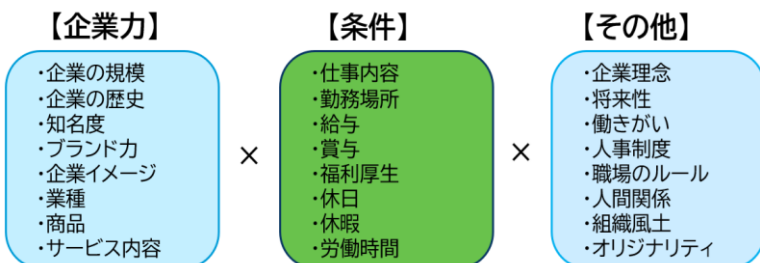 【企業力】
・企業の規模
・企業の歴史
・知名度
・ブランド力
・企業イメージ
・業種
・商品
・サービス内容
×
【条件】
・仕事内容
・勤務場所
・給与
・賞与
・福利厚生
・休日
・休暇
・労働時間
×
【その他】
・企業理念
・将来性
・働きがい
・人事制度
・職場のルール
・人間関係
・組織風土
・オリジナリティ